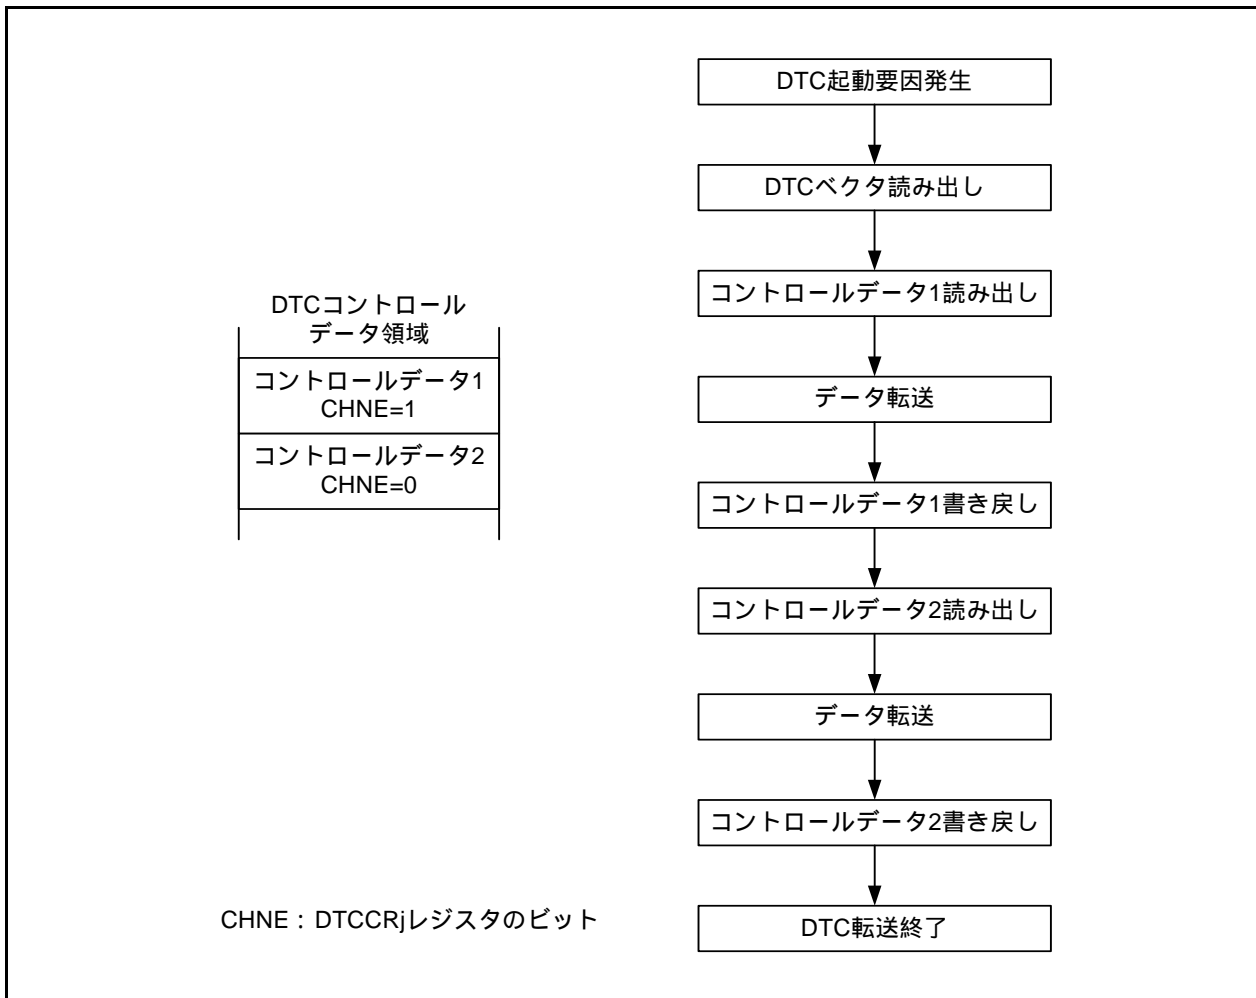 DTC起動要因発生
DTCベクタ読み出し
コントロールデータ1読み出し
データ転送
コントロールデータ1書き戻し
コントロールデータ2読み出し
データ転送
コントロールデータ2書き戻し
DTC転送終了
DTCコントロール
データ領域
コントロールデータ1
CHNE=1
コントロールデータ2
CHNE=0
CHNE：DTCCRjレジスタのビット